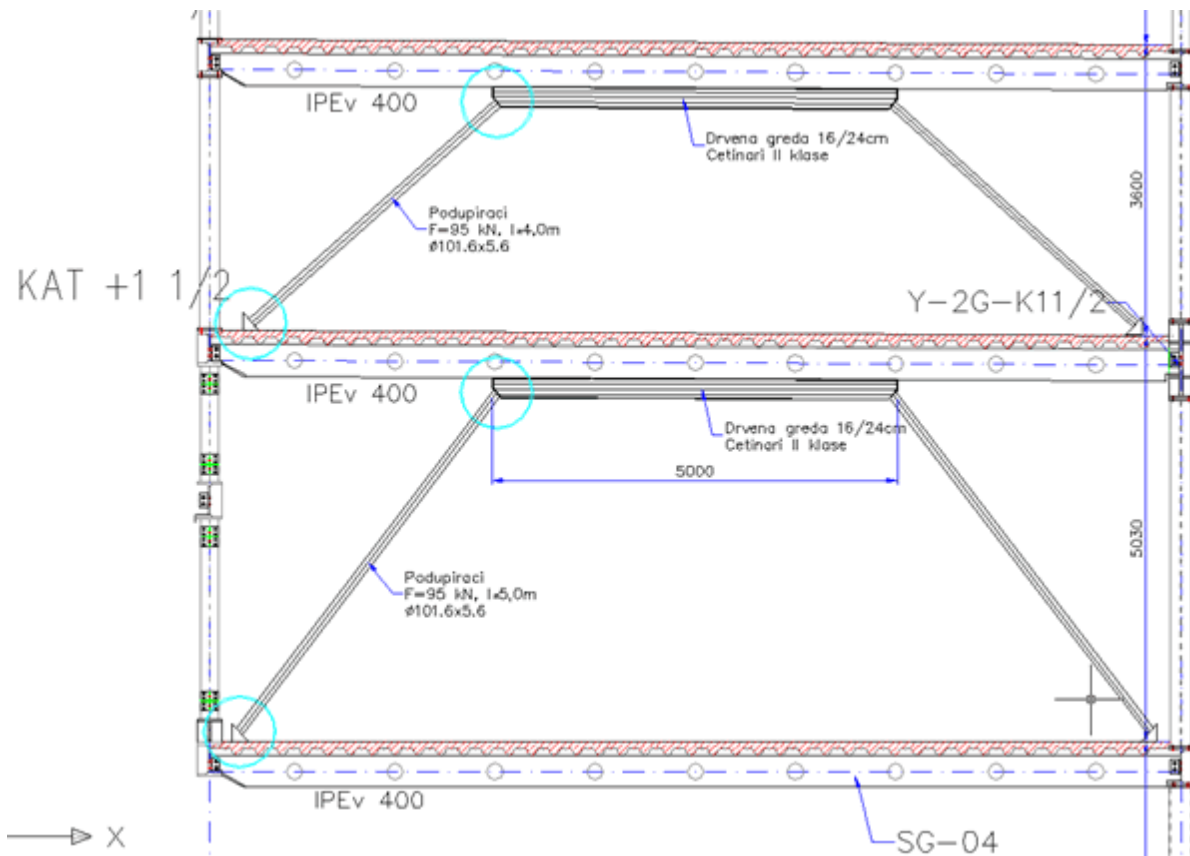 IPEv 400
Drvena greda 16/24cm
Cetinari II klase
3600
Podupiraci
F=95 kN, l=4,0m
ø101.6x5.6
KAT +1 1/2
Y-2G-K11/2
IPEv 400
Drvena greda 16/24cm
Cetinari II klase
5000
5030
Podupiraci
F=95 kN, l=5,0m
ø101.6x5.6
IPEv 400
X
SG-04